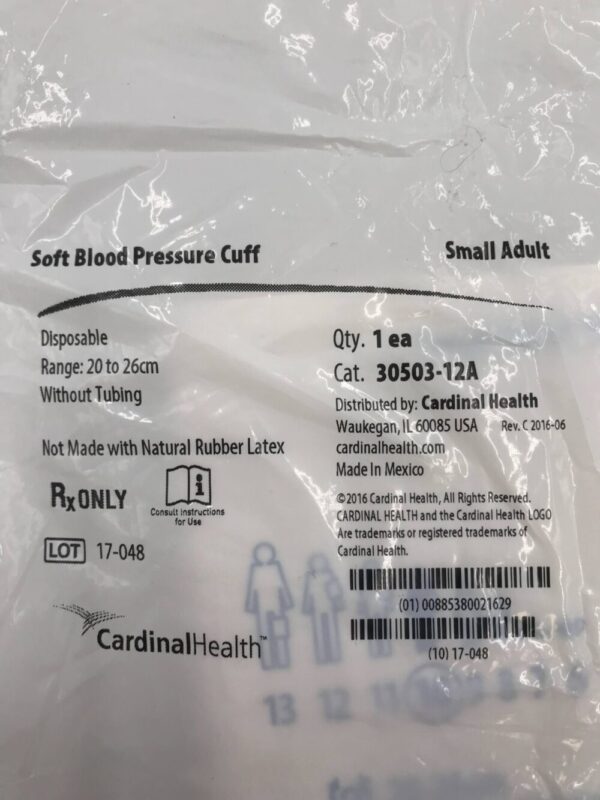 Soft Blood Pressure Cuff
Small Adult
Disposable
Range: 20 to 26cm
Without Tubing
Not Made with Natural Rubber Latex
Rx ONLY
Consult Instructions
for Use
LOT 17-048
CardinalHealth™
Qty. 1 ea
Cat. 30503-12A
Distributed by: Cardinal Health
Waukegan, IL 60085 USA Rev. C 2016-06
cardinalhealth.com
Made In Mexico
©2016 Cardinal Health, All Rights Reserved.
CARDINAL HEALTH and the Cardinal Health LOGO
Are trademarks or registered trademarks of
Cardinal Health.
(01) 00885380021629
(10) 17-048
13 12 11